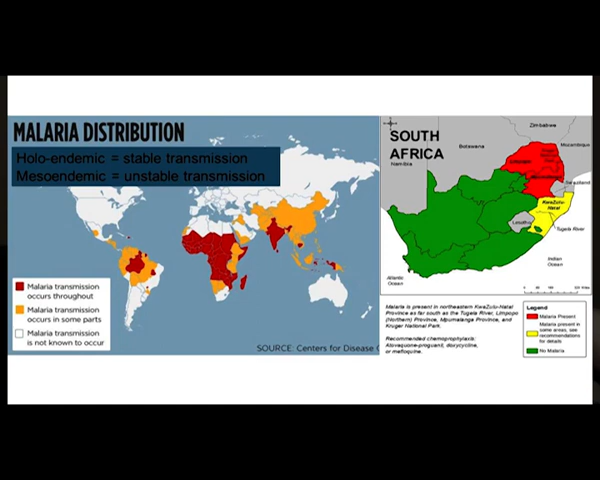 MALARIA DISTRIBUTION
Holo-endemic = stable transmission
Mesoendemic = unstable transmission
Malaria transmission
occurs throughout
Malaria transmission
occurs in some parts
Malaria transmission
is not known to occur
SOURCE: Centers for Disease
SOUTH
AFRICA
Zimbabwe
Botswana
Mozambique
Namibia
Swaziland
KwaZulu-
Natal
Lesotho
Tugela River
Indian
Ocean
Atlantic
Ocean
Malaria is present in northeastern KwaZulu-Natal
Province as far south as the Tugela River, Limpopo
(Northern) Province, Mpumalanga Province, and
Kruger National Park.
Recommended chemoprophylaxis:
Atovaquone-proguanil, doxycycline,
or mefloquine.
Legend
Malaria Present
Malaria present in
some areas, see
recommendations
for details
No Malaria